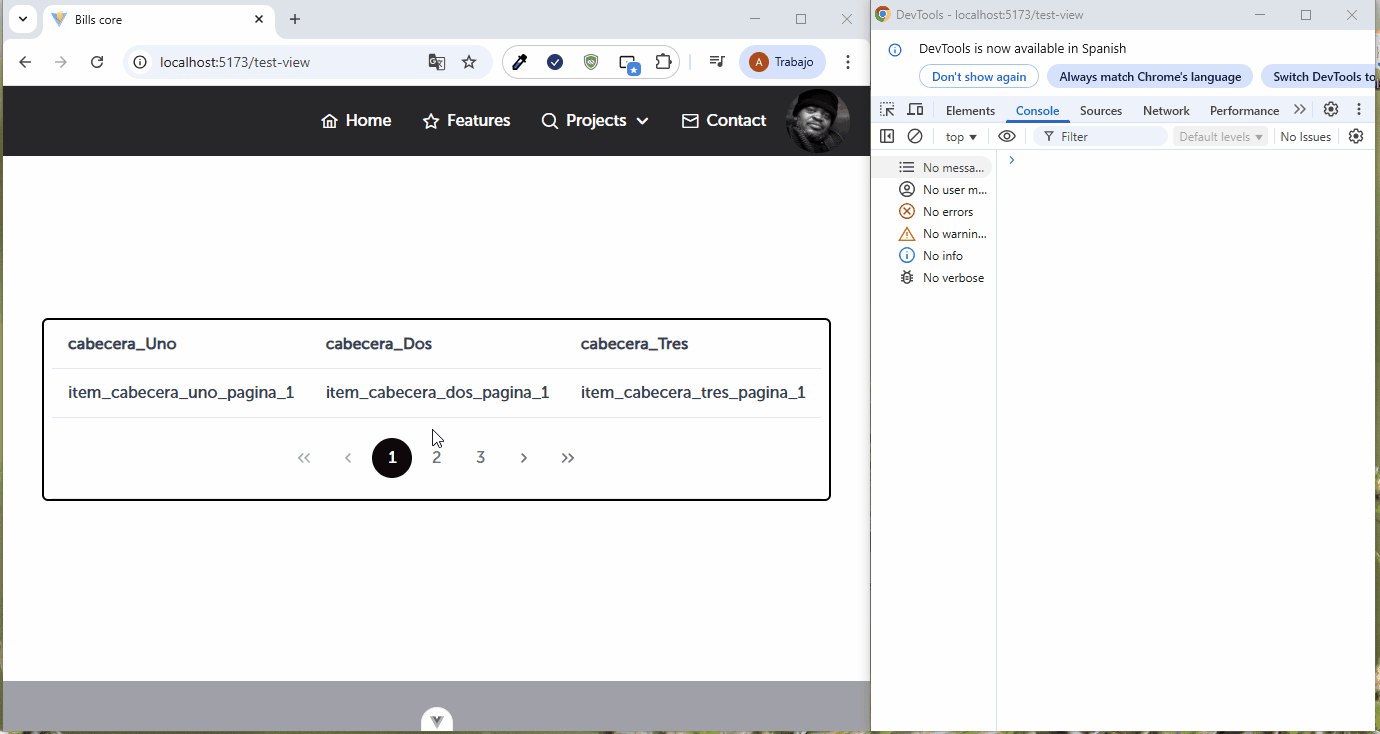 Bills core
localhost:5173/test-view
A Trabajo
Home Features Projects Contact
cabecera_Uno cabecera_Dos cabecera_Tres
item_cabecera_uno_pagina_1 item_cabecera_dos_pagina_1 item_cabecera_tres_pagina_1
1 2 3
DevTools - localhost:5173/test-view
DevTools is now available in Spanish
Don't show again Always match Chrome's language Switch DevTools to
Elements Console Sources Network Performance
top Filter Default levels No Issues
No messa...
No user m...
No errors
No warnin...
No info
No verbose